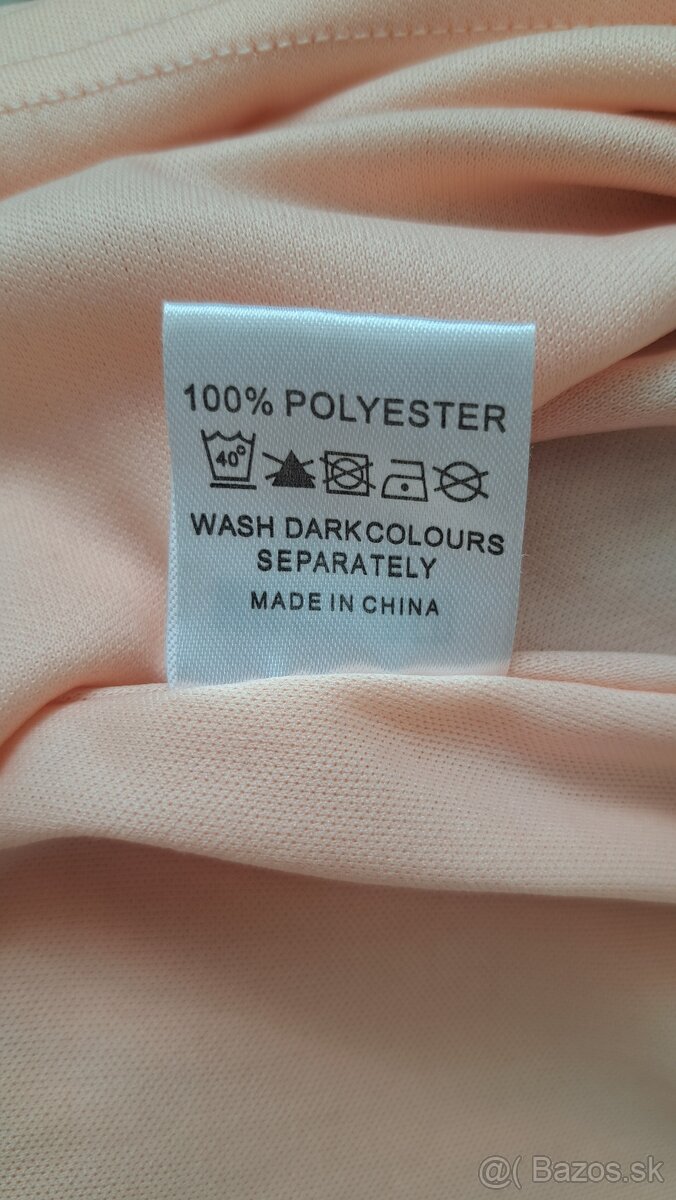 100% POLYESTER
40°
WASH DARKCOLOURS
SEPARATELY
MADE IN CHINA
@( Bazos.sk